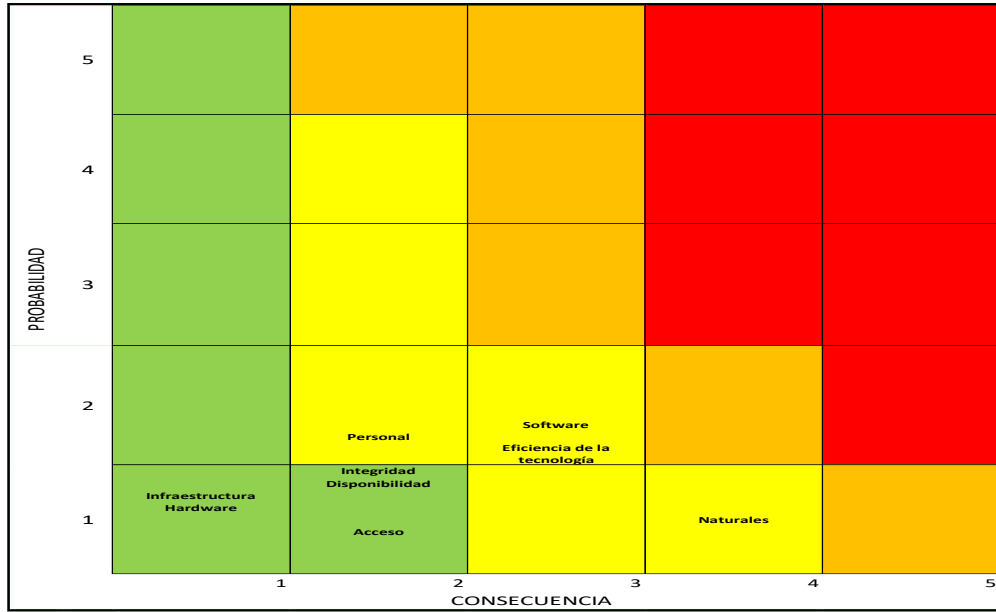 5
4
3
PROBABILIDAD
2
Personal
Software
Eficiencia de la
tecnología
1
Infraestructura
Hardware
Integridad
Disponibilidad
Acceso
Naturales
1
2
3
4
5
CONSECUENCIA